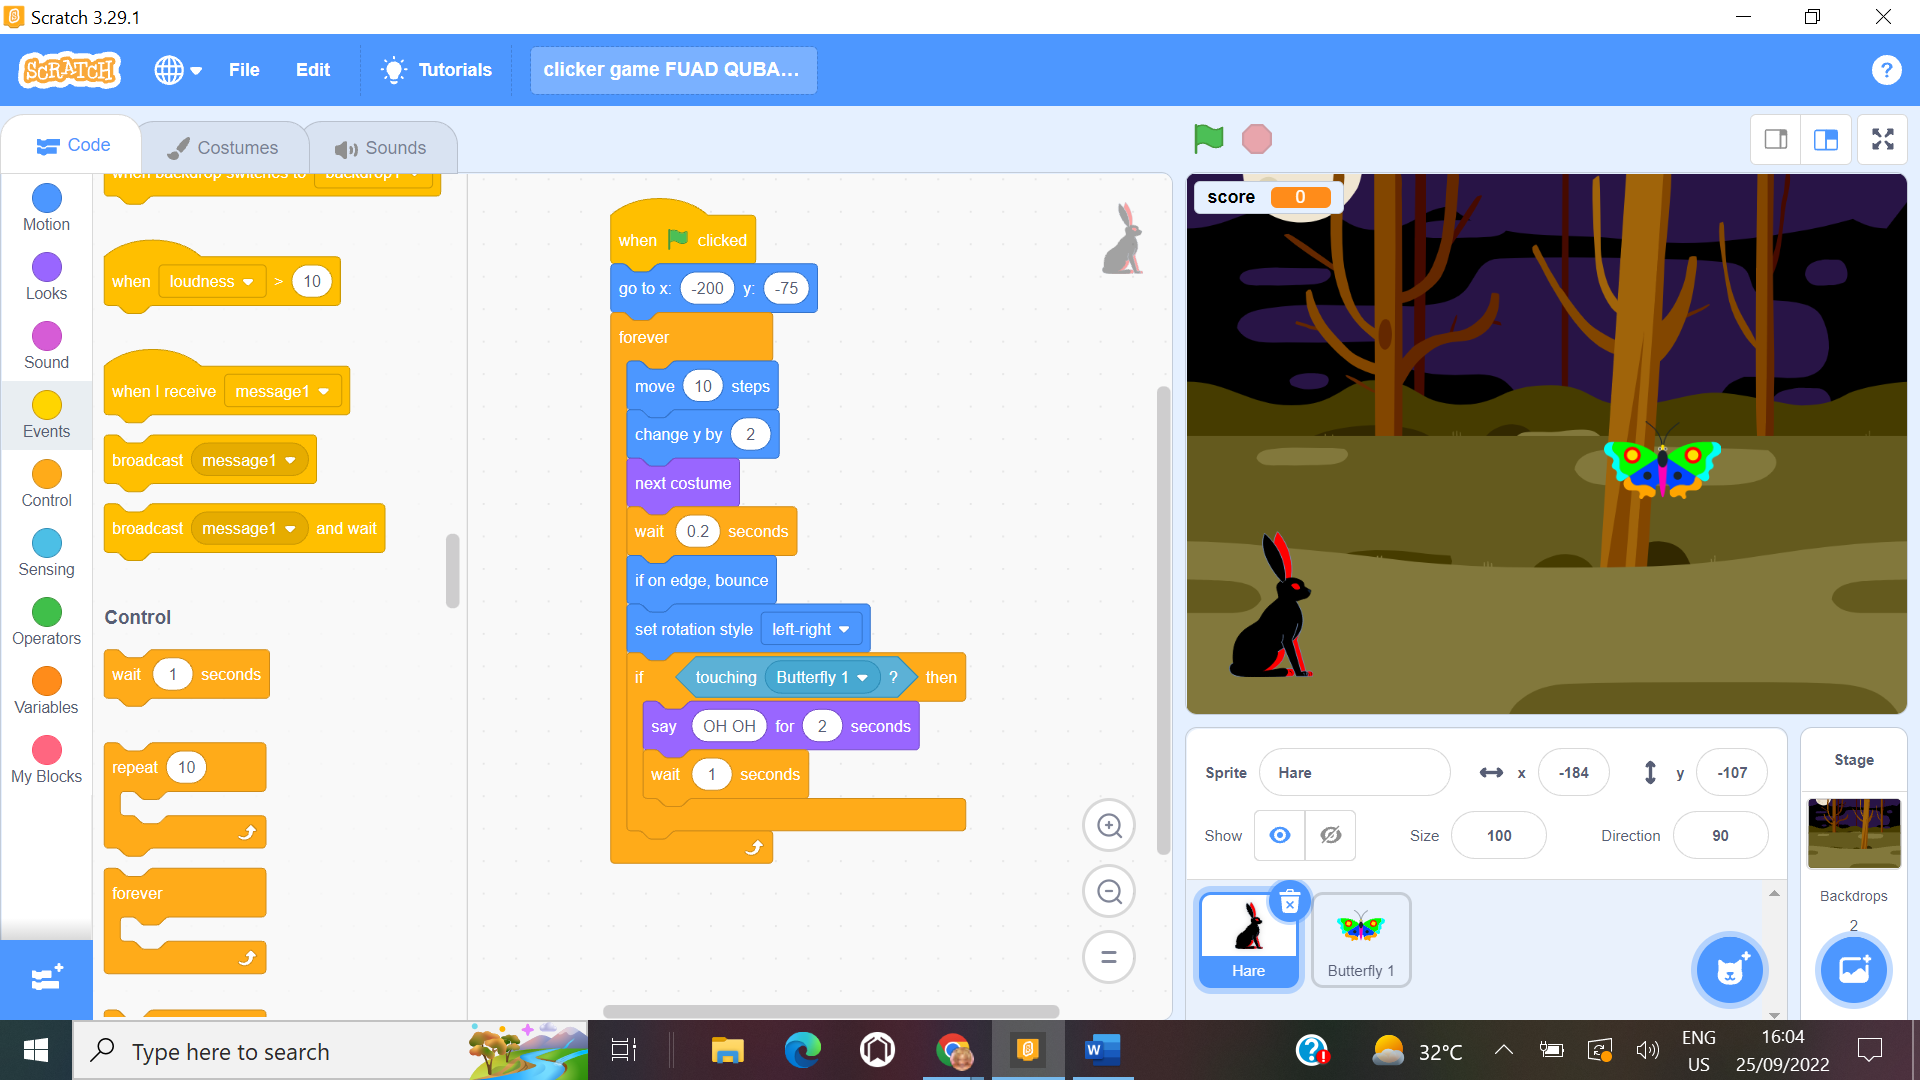 Scratch 3.29.1
SCRATCH
File
Edit
Tutorials
clicker game FUAD QUBA...
?
Code
Costumes
Sounds
Motion
Looks
Sound
Events
Control
Sensing
Operators
Variables
My Blocks
when backdrop switches to backdrop1
when loudness > 10
when I receive message1
broadcast message1
broadcast message1 and wait
Control
wait 1 seconds
repeat 10
forever
when clicked
go to x: -200 y: -75
forever
move 10 steps
change y by 2
next costume
wait 0.2 seconds
if on edge, bounce
set rotation style left-right
if touching Butterfly 1 ? then
say OH OH for 2 seconds
wait 1 seconds
score 0
Sprite Hare x -184 y -107
Show Size 100 Direction 90
Hare
Butterfly 1
Stage
Backdrops
2
Type here to search
32°C
ENG
US
16:04
25/09/2022